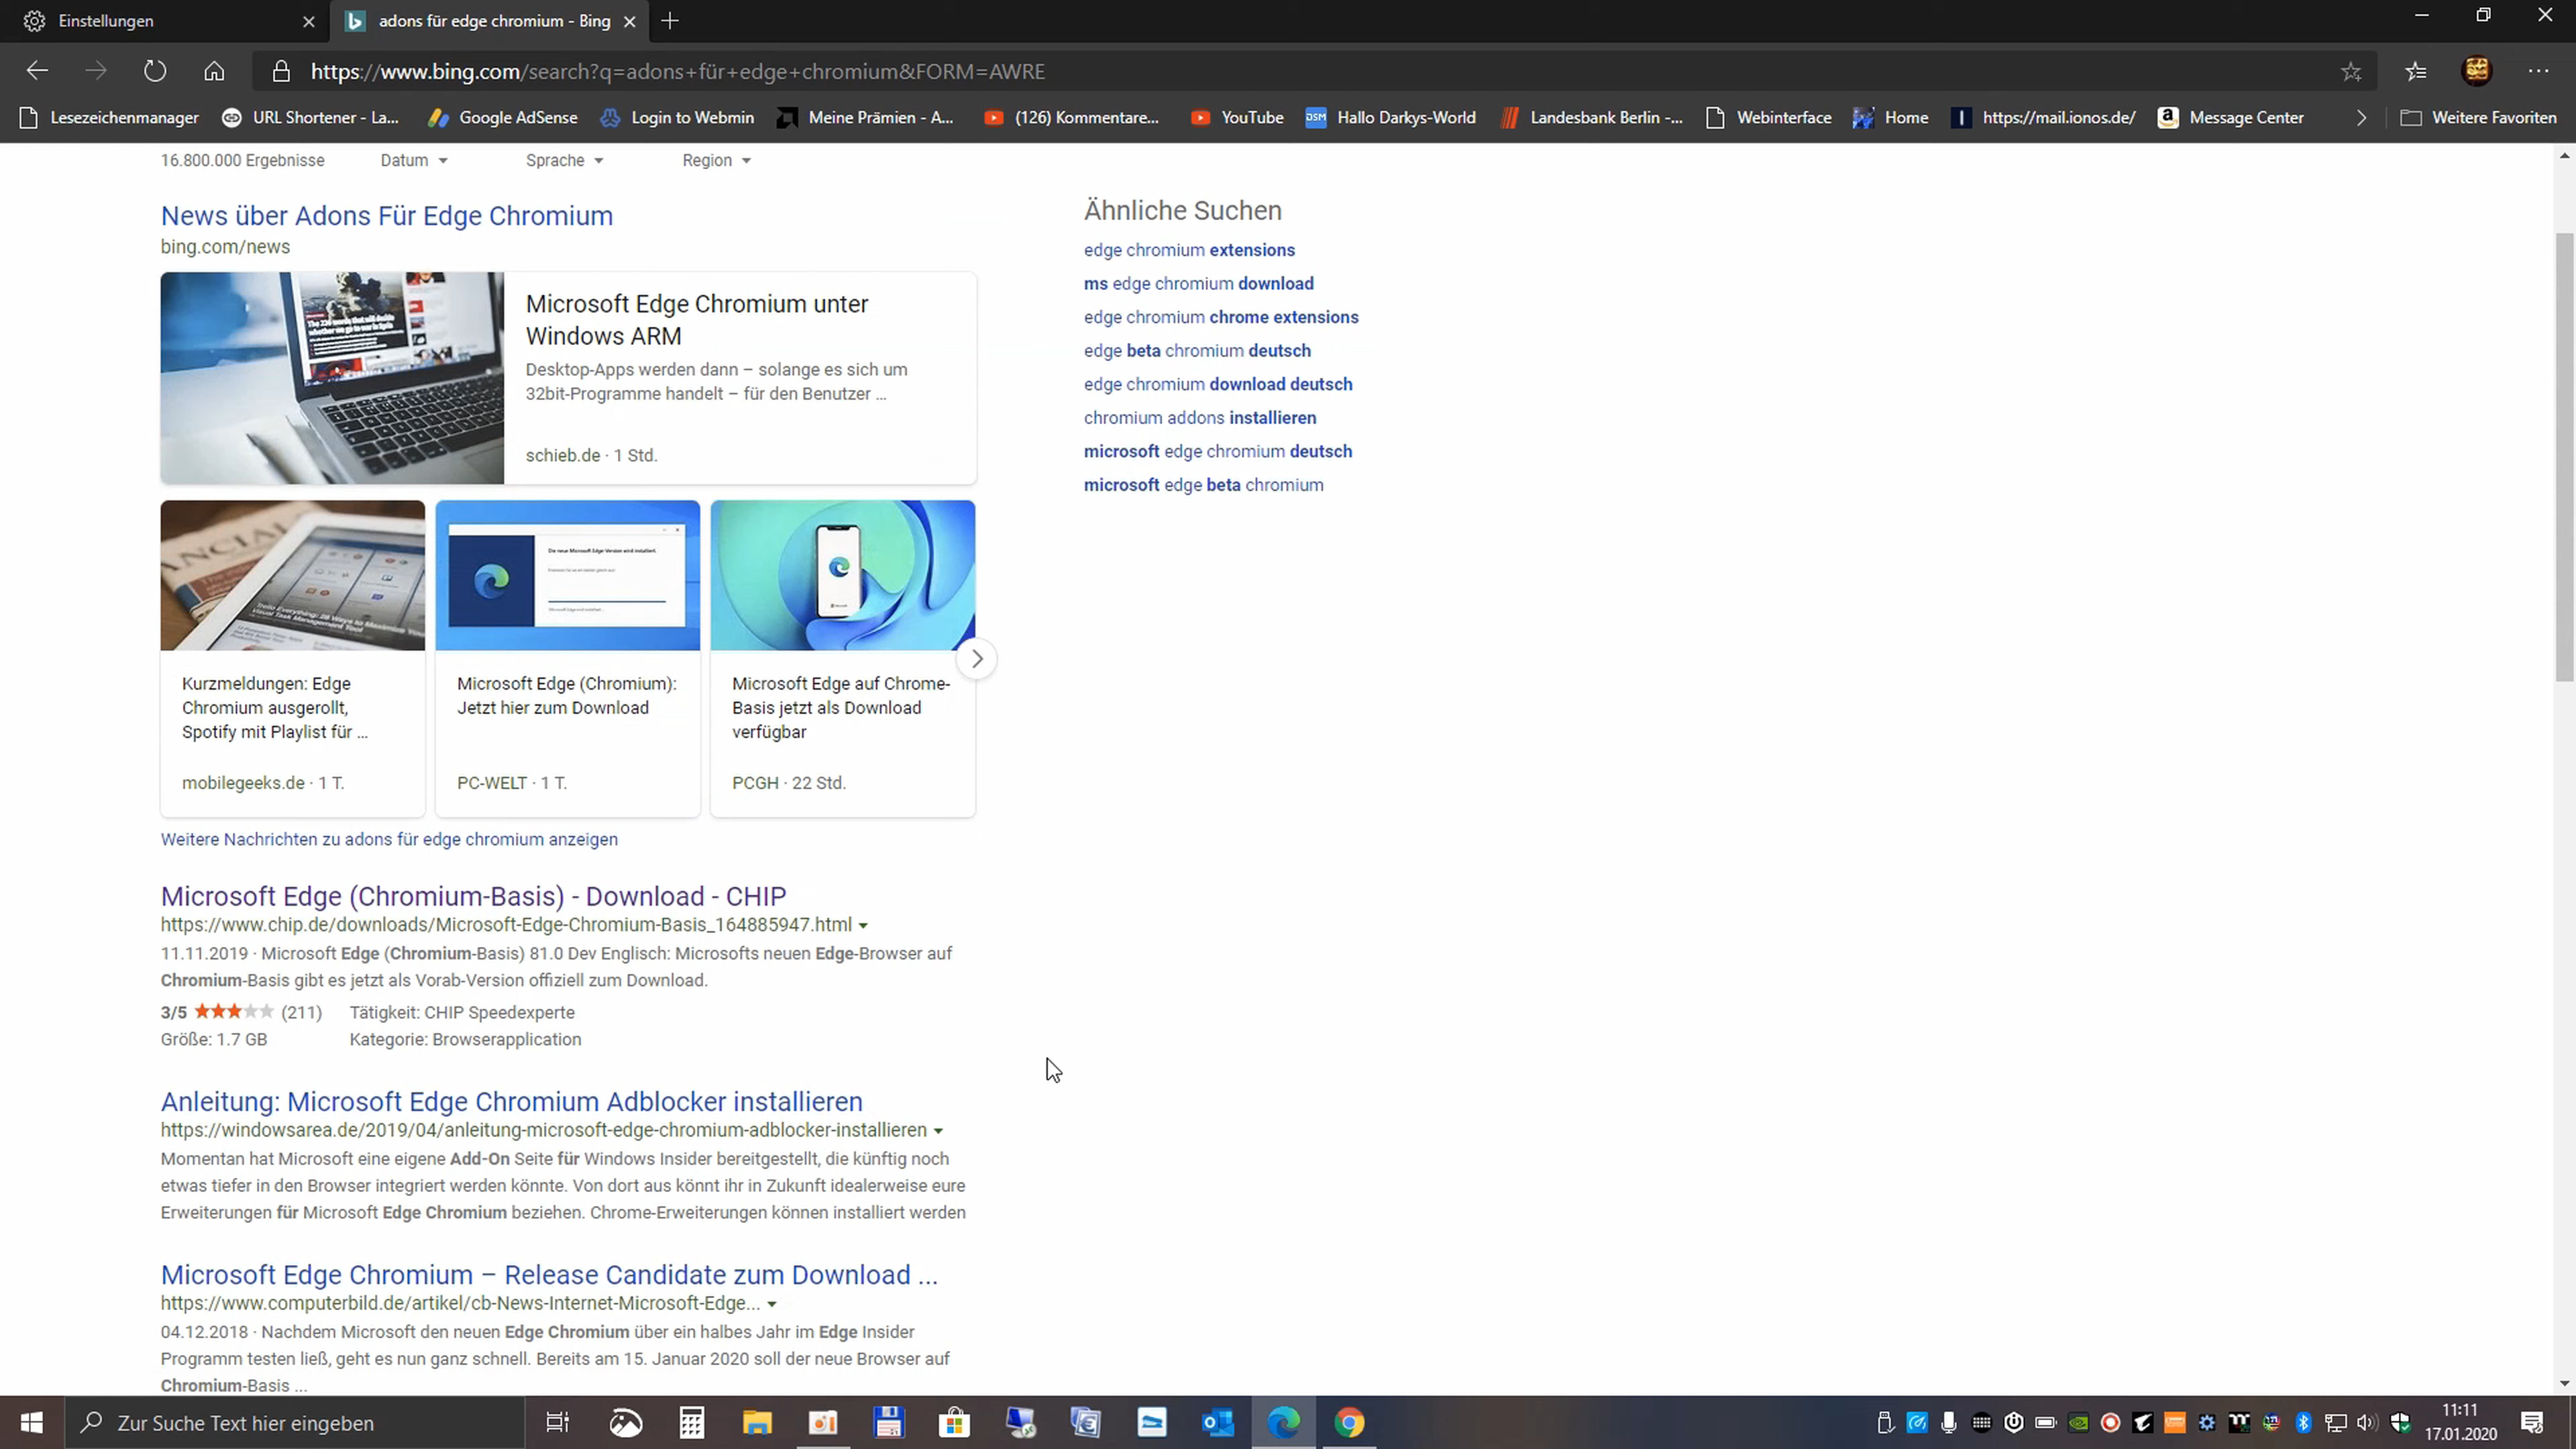 Einstellungen
adons für edge chromium - Bing
https://www.bing.com/search?q=adons+für+edge+chromium&FORM=AWRE
Lesezeichenmanager
URL Shortener - La...
Google AdSense
Login to Webmin
Meine Prämien - A...
(126) Kommentare...
YouTube
DSM
Hallo Darkys-World
Landesbank Berlin -...
Webinterface
Home
https://mail.ionos.de/
Message Center
Weitere Favoriten
16.800.000 Ergebnisse
Datum
Sprache
Region
News über Adons Für Edge Chromium
bing.com/news
Microsoft Edge Chromium unter
Windows ARM
Desktop-Apps werden dann – solange es sich um
32bit-Programme handelt – für den Benutzer ...
schieb.de · 1 Std.
Kurzmeldungen: Edge
Chromium ausgerollt,
Spotify mit Playlist für ...
mobilegeeks.de · 1 T.
Die neue Microsoft Edge-Version wird installiert.
Microsoft Edge (Chromium):
Jetzt hier zum Download
PC-WELT · 1 T.
Microsoft Edge auf Chrome-
Basis jetzt als Download
verfügbar
PCGH · 22 Std.
Weitere Nachrichten zu adons für edge chromium anzeigen
Microsoft Edge (Chromium-Basis) - Download - CHIP
https://www.chip.de/downloads/Microsoft-Edge-Chromium-Basis_164885947.html
11.11.2019 · Microsoft Edge (Chromium-Basis) 81.0 Dev Englisch: Microsofts neuen Edge-Browser auf
Chromium-Basis gibt es jetzt als Vorab-Version offiziell zum Download.
3/5 (211) Tätigkeit: CHIP Speedexperte
Größe: 1.7 GB Kategorie: Browserapplication
Anleitung: Microsoft Edge Chromium Adblocker installieren
https://windowsarea.de/2019/04/anleitung-microsoft-edge-chromium-adblocker-installieren
Momentan hat Microsoft eine eigene Add-On Seite für Windows Insider bereitgestellt, die künftig noch
etwas tiefer in den Browser integriert werden könnte. Von dort aus könnt ihr in Zukunft idealerweise eure
Erweiterungen für Microsoft Edge Chromium beziehen. Chrome-Erweiterungen können installiert werden
Microsoft Edge Chromium – Release Candidate zum Download ...
https://www.computerbild.de/artikel/cb-News-Internet-Microsoft-Edge...
04.12.2018 · Nachdem Microsoft den neuen Edge Chromium über ein halbes Jahr im Edge Insider
Programm testen ließ, geht es nun ganz schnell. Bereits am 15. Januar 2020 soll der neue Browser auf
Chromium-Basis ...
Ähnliche Suchen
edge chromium extensions
ms edge chromium download
edge chromium chrome extensions
edge beta chromium deutsch
edge chromium download deutsch
chromium addons installieren
microsoft edge chromium deutsch
microsoft edge beta chromium
Zur Suche Text hier eingeben
11:11
17.01.2020